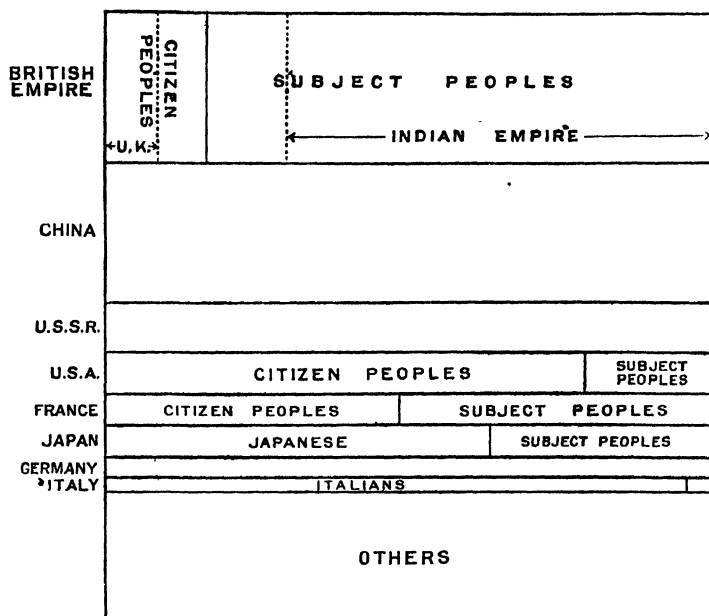 BRITISH
EMPIRE
CITIZEN
PEOPLES
SUBJECT PEOPLES
U.K.
INDIAN EMPIRE
CHINA
U.S.S.R.
U.S.A.
CITIZEN PEOPLES
SUBJECT
PEOPLES
FRANCE
CITIZEN PEOPLES
SUBJECT PEOPLES
JAPAN
JAPANESE
SUBJECT PEOPLES
GERMANY
ITALY
ITALIANS
OTHERS